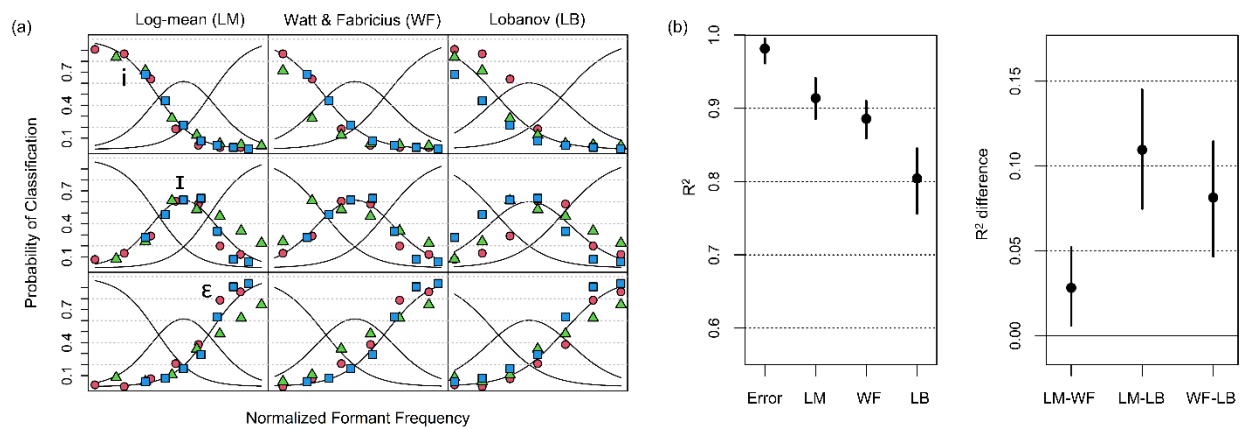 (a)
Log-mean (LM) Watt & Fabricius (WF) Lobanov (LB)
Probability of Classification
0.7
0.4
0.1
i
0.7
0.4
0.1
ɪ
0.7
0.4
0.1
ɛ
Normalized Formant Frequency
(b)
R²
1.0
0.9
0.8
0.7
0.6
Error LM WF LB
R² difference
0.15
0.10
0.05
0.00
LM-WF LM-LB WF-LB